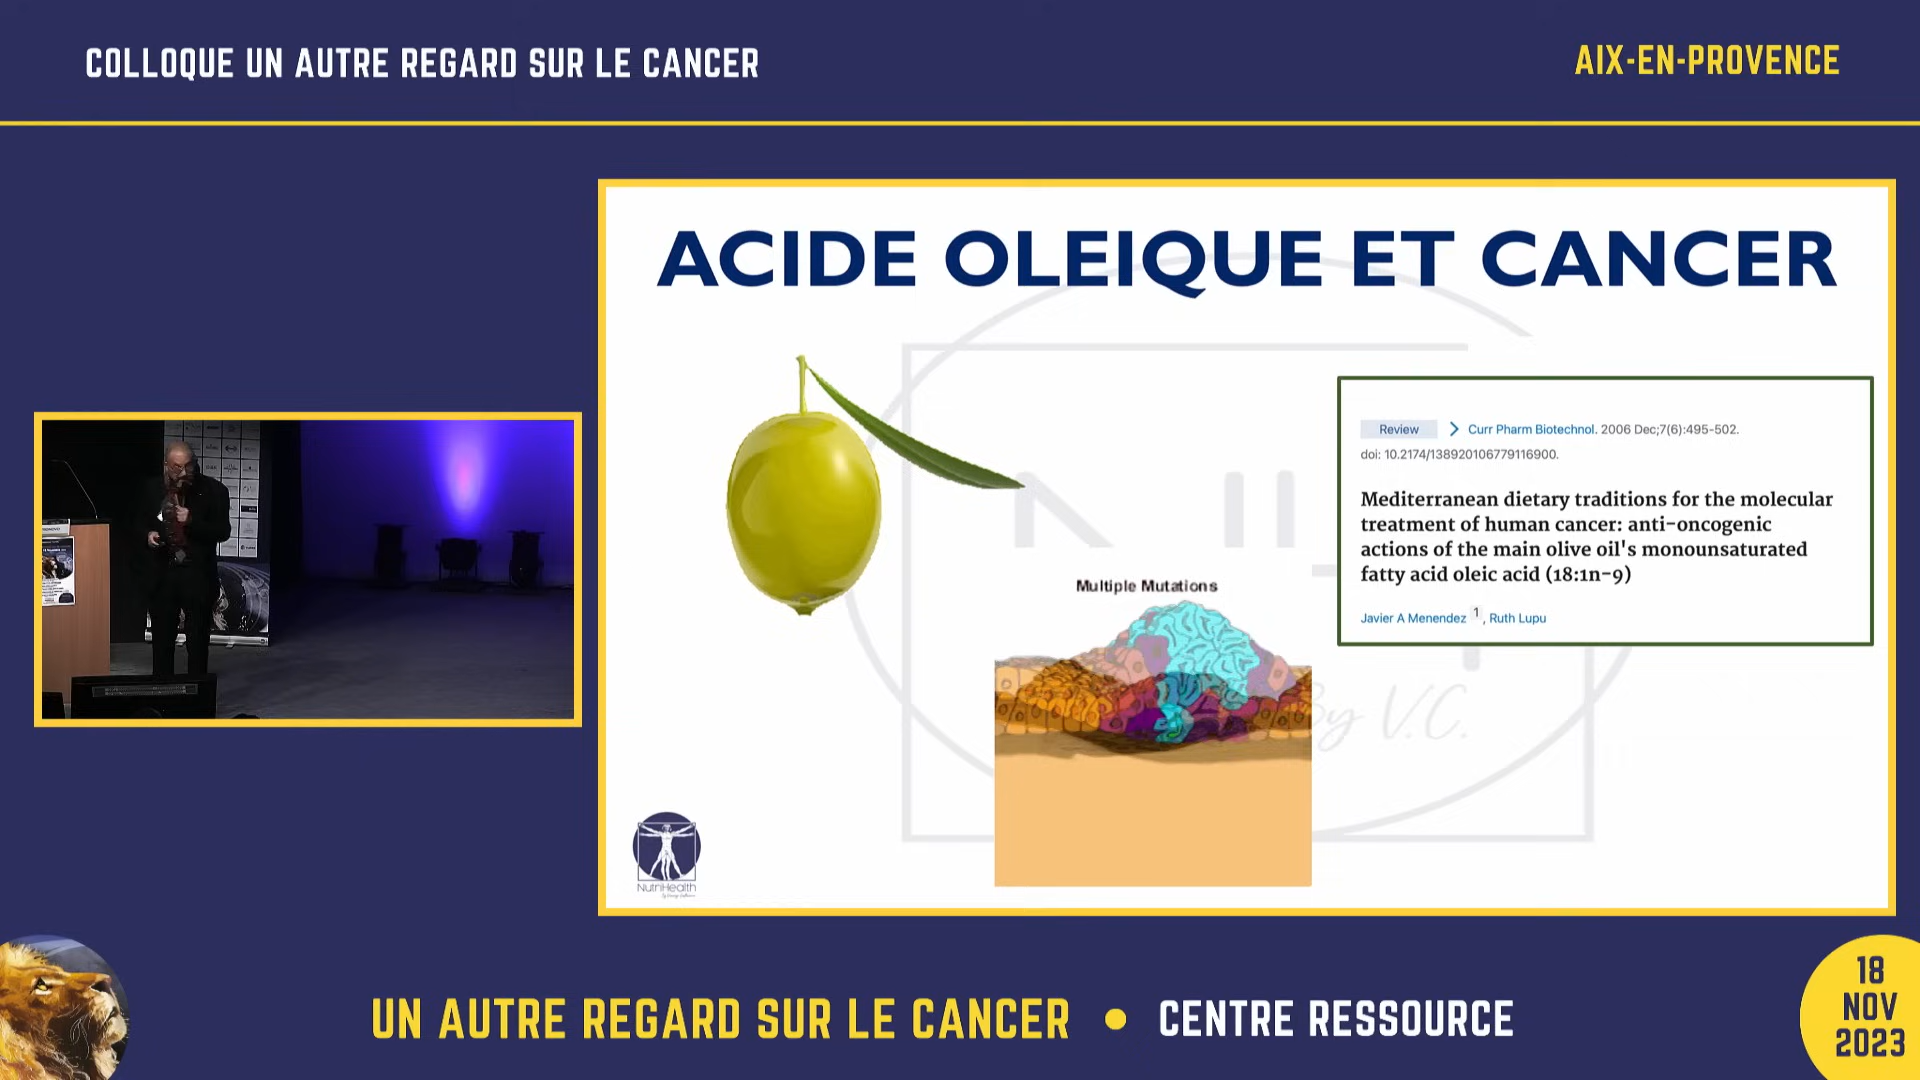 COLLOQUE UN AUTRE REGARD SUR LE CANCER
AIX-EN-PROVENCE
ACIDE OLEIQUE ET CANCER
Review > Curr Pharm Biotechnol. 2006 Dec;7(6):495-502.
doi: 10.2174/138920106779116900.
Mediterranean dietary traditions for the molecular
treatment of human cancer: anti-oncogenic
actions of the main olive oil's monounsaturated
fatty acid oleic acid (18:1n-9)
Javier A Menendez 1, Ruth Lupu
Multiple Mutations
By V.C.
NutriHealth
UN AUTRE REGARD SUR LE CANCER • CENTRE RESSOURCE
18
NOV
2023